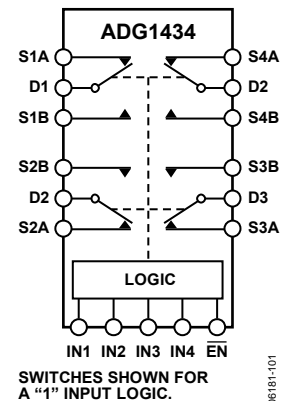 ADG1434
S1A
S4A
D1
D2
S1B
S4B
S2B
S3B
D2
D3
S2A
S3A
LOGIC
IN1 IN2 IN3 IN4 EN
SWITCHES SHOWN FOR
A “1” INPUT LOGIC.
06181-101